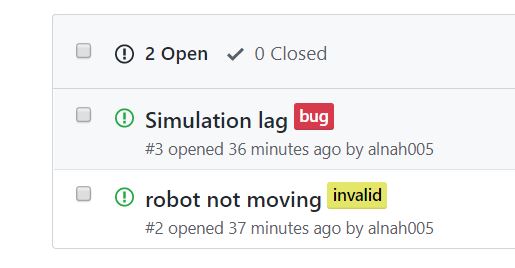 2 Open 0 Closed
Simulation lag bug
#3 opened 36 minutes ago by alnah005
robot not moving invalid
#2 opened 37 minutes ago by alnah005